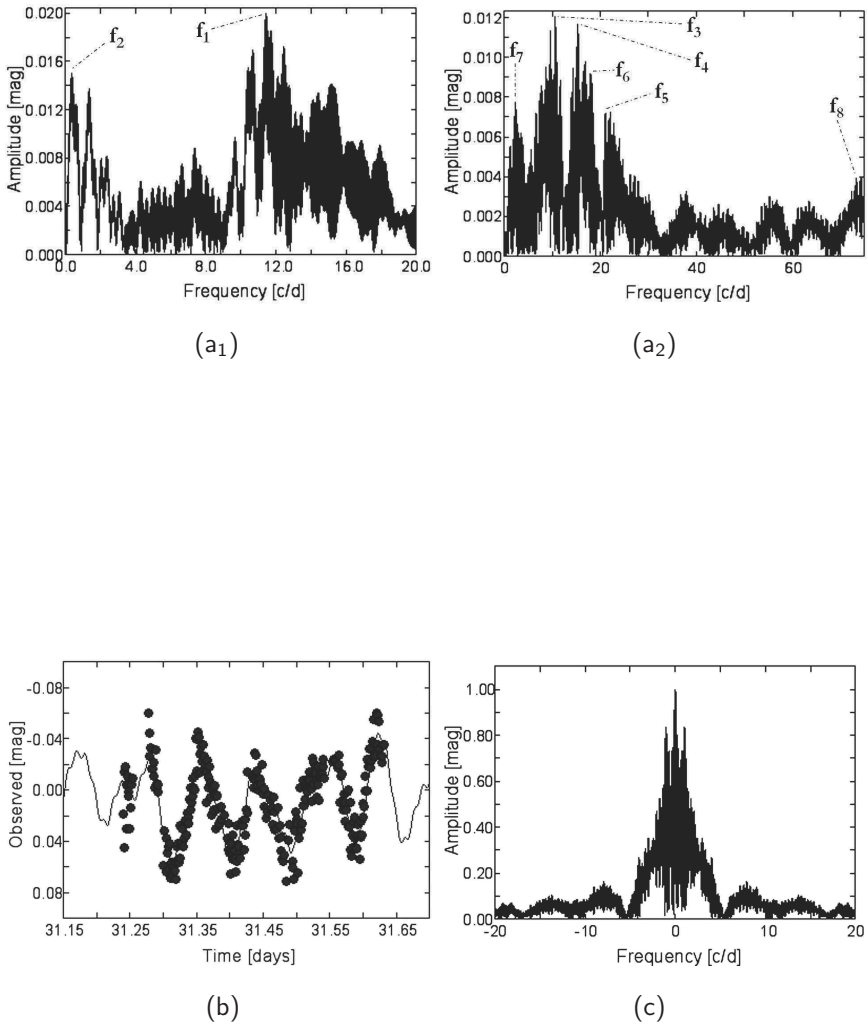 f2
f1
0.020
0.016
0.012
0.008
0.004
0.000
Amplitude [mag]
0.0 4.0 8.0 12.0 16.0 20.0
Frequency [c/d]
(a1)
f7
f3
f4
f6
f5
f8
0.012
0.010
0.008
0.006
0.004
0.002
0.000
Amplitude [mag]
0 20 40 60
Frequency [c/d]
(a2)
-0.08
-0.04
0.00
0.04
0.08
Observed [mag]
31.15 31.25 31.35 31.45 31.55 31.65
Time [days]
(b)
1.00
0.80
0.60
0.40
0.20
0.00
Amplitude [mag]
-20 -10 0 10 20
Frequency [c/d]
(c)